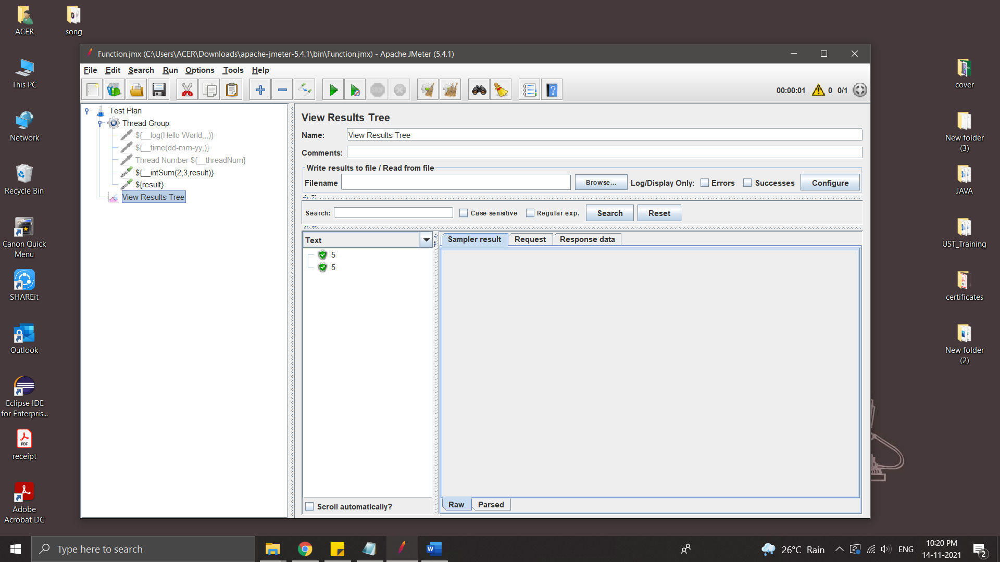 ACER
song
This PC
Network
Recycle Bin
Canon Quick
Menu
SHAREit
Outlook
Eclipse IDE
for Enterpris...
PDF
receipt
Adobe
Acrobat DC
Function.jmx (C:\Users\ACER\Downloads\apache-jmeter-5.4.1\bin\Function.jmx) - Apache JMeter (5.4.1)
File Edit Search Run Options Tools Help
STOP
00:00:01 0 0/1
Test Plan
Thread Group
${__log(Hello World,,,)}
${__time(dd-mm-yy,)}
Thread Number ${__threadNum}
${__intSum(2,3,result)}
${result}
View Results Tree
View Results Tree
Name: View Results Tree
Comments:
Write results to file / Read from file
Filename Browse... Log/Display Only: Errors Successes Configure
Search: Case sensitive Regular exp. Search Reset
Text
Sampler result Request Response data
5
5
Scroll automatically?
Raw Parsed
cover
New folder
(3)
JAVA
UST_Training
certificates
New folder
(2)
Type here to search
26°C Rain
ENG
10:20 PM
14-11-2021
2